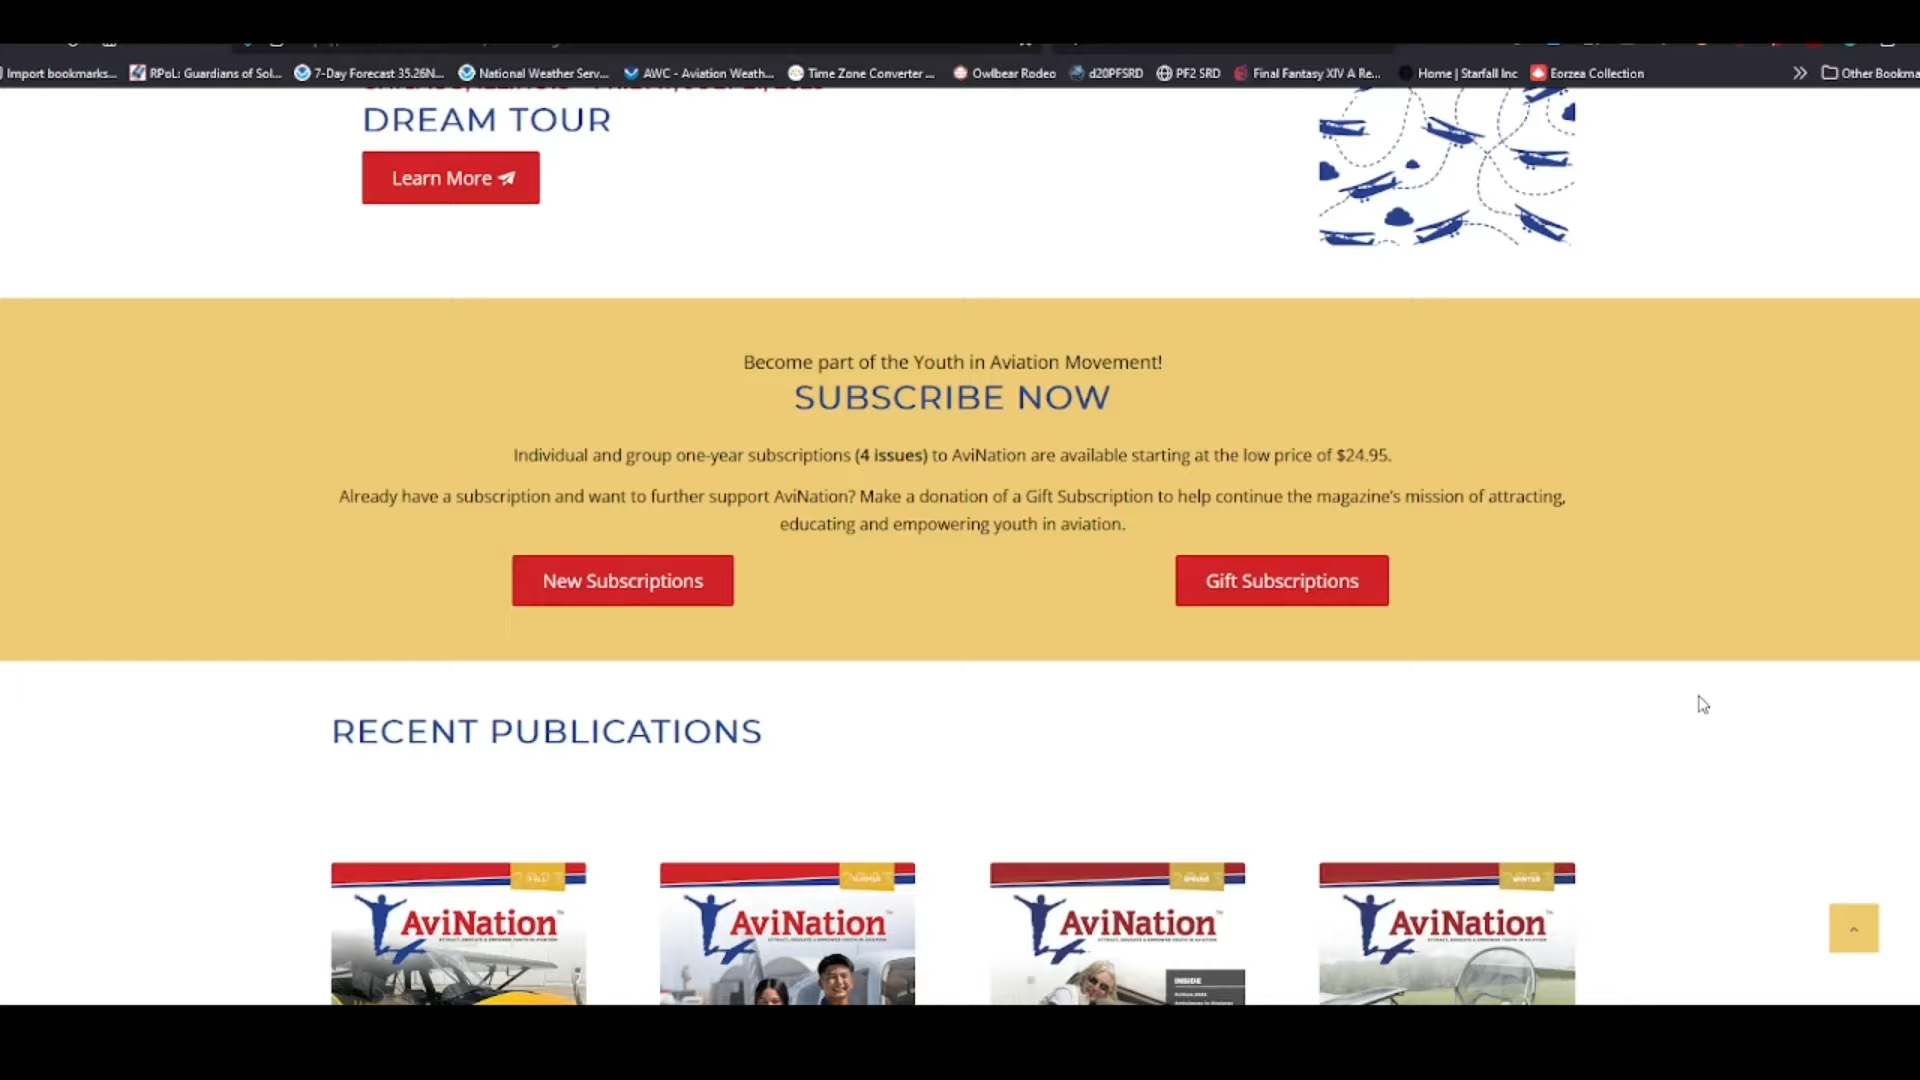 Import bookmarks...
RPoL: Guardians of Sol...
7-Day Forecast 35.26N...
National Weather Serv...
AWC - Aviation Weath...
Time Zone Converter ...
Owlbear Rodeo
d20PFSRD
PF2 SRD
Final Fantasy XIV A Re...
Home | Starfall Inc
Eorzea Collection
Other Bookma
DREAM TOUR
Learn More
Become part of the Youth in Aviation Movement!
SUBSCRIBE NOW
Individual and group one-year subscriptions (4 issues) to AviNation are available starting at the low price of $24.95.
Already have a subscription and want to further support AviNation? Make a donation of a Gift Subscription to help continue the magazine's mission of attracting,
educating and empowering youth in aviation.
New Subscriptions
Gift Subscriptions
RECENT PUBLICATIONS
AviNation
AviNation
AviNation
INSIDE
AviNation